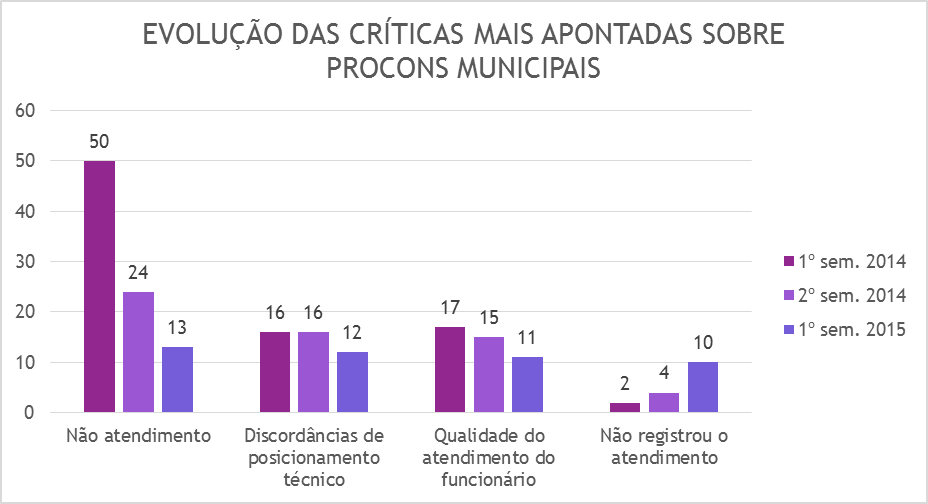 EVOLUÇÃO DAS CRÍTICAS MAIS APONTADAS SOBRE
PROCONS MUNICIPAIS
60
50
40
30
20
10
0
50
24
13
16
16
12
17
15
11
2
4
10
Não atendimento
Discordâncias de
posicionamento
técnico
Qualidade do
atendimento do
funcionário
Não registrou o
atendimento
1º sem. 2014
2º sem. 2014
1º sem. 2015